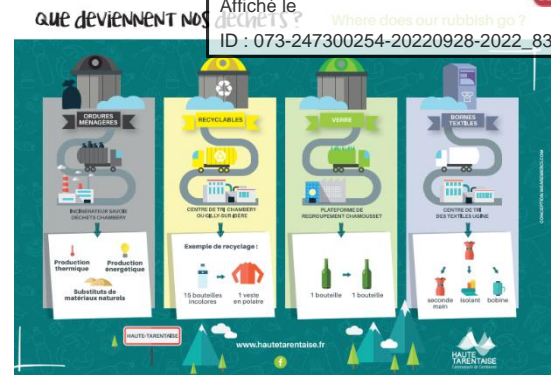 Affiché le
QUE deVIENNENT NOS déchets ?
Where does our rubbish go ?
ID : 073-247300254-20220928-2022_83
ORDURES
MÉNAGÈRES
INCINÉRATEUR SAVOIE
DÉCHETS CHAMBERY
Production
thermique
Production
énergétique
Substituts de
matériaux naturels
RECYCLABLES
CENTRE DE TRI CHAMBERY
OU GILLY-SUR-ISÈRE
Exemple de recyclage :
15 bouteilles
incolores
1 veste
en polaire
VERRE
PLATEFORME DE
REGROUPEMENT CHAMOUSSET
1 bouteille
1 bouteille
BORNES
TEXTILES
CENTRE DE TRI
DES TEXTILES UGINE
seconde
main
isolant
bobine
HAUTE-TARENTAISE
www.hautetarentaise.fr
HAUTE
TARENTAISE